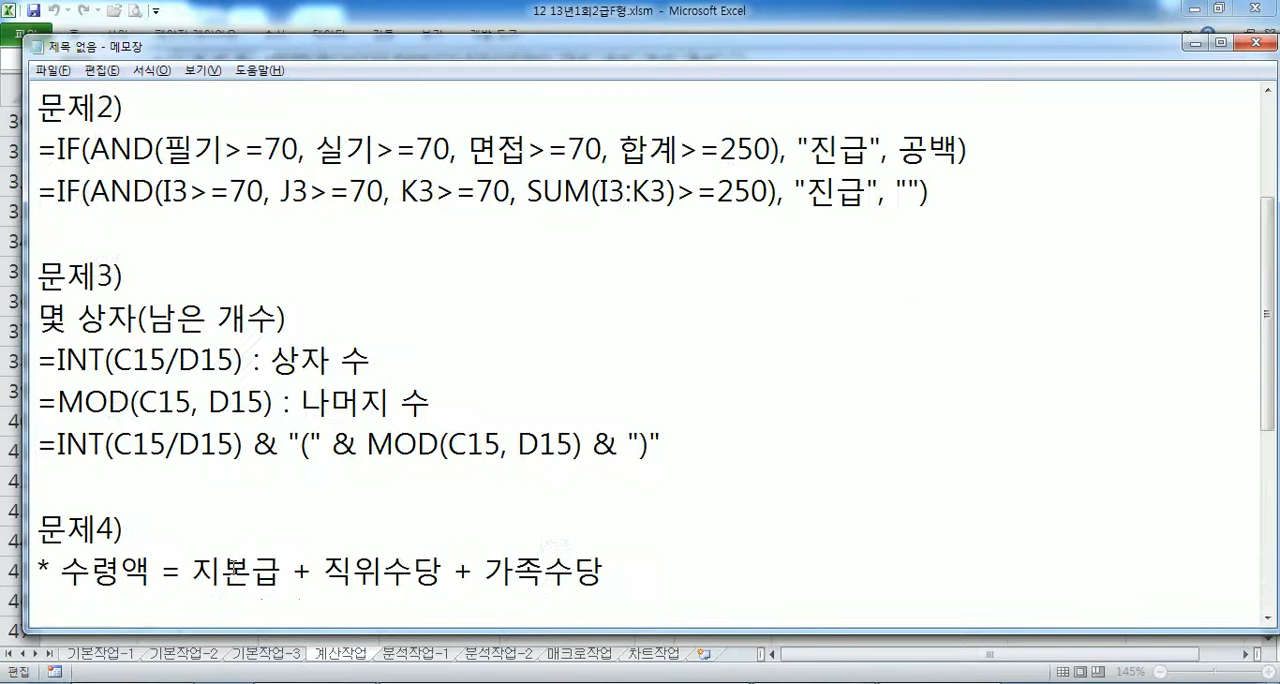 12 13년1회2급F형.xlsm - Microsoft Excel
제목 없음 - 메모장
파일(F) 편집(E) 서식(O) 보기(V) 도움말(H)
문제2)
=IF(AND(필기>=70, 실기>=70, 면접>=70, 합계>=250), "진급", 공백)
=IF(AND(I3>=70, J3>=70, K3>=70, SUM(I3:K3)>=250), "진급", "")
문제3)
몇 상자(남은 개수)
=INT(C15/D15) : 상자 수
=MOD(C15, D15) : 나머지 수
=INT(C15/D15) & "(" & MOD(C15, D15) & ")"
문제4)
* 수령액 = 지본급 + 직위수당 + 가족수당
기본작업-1 기본작업-2 기본작업-3 계산작업 분석작업-1 분석작업-2 매크로작업 차트작업
편집 145%